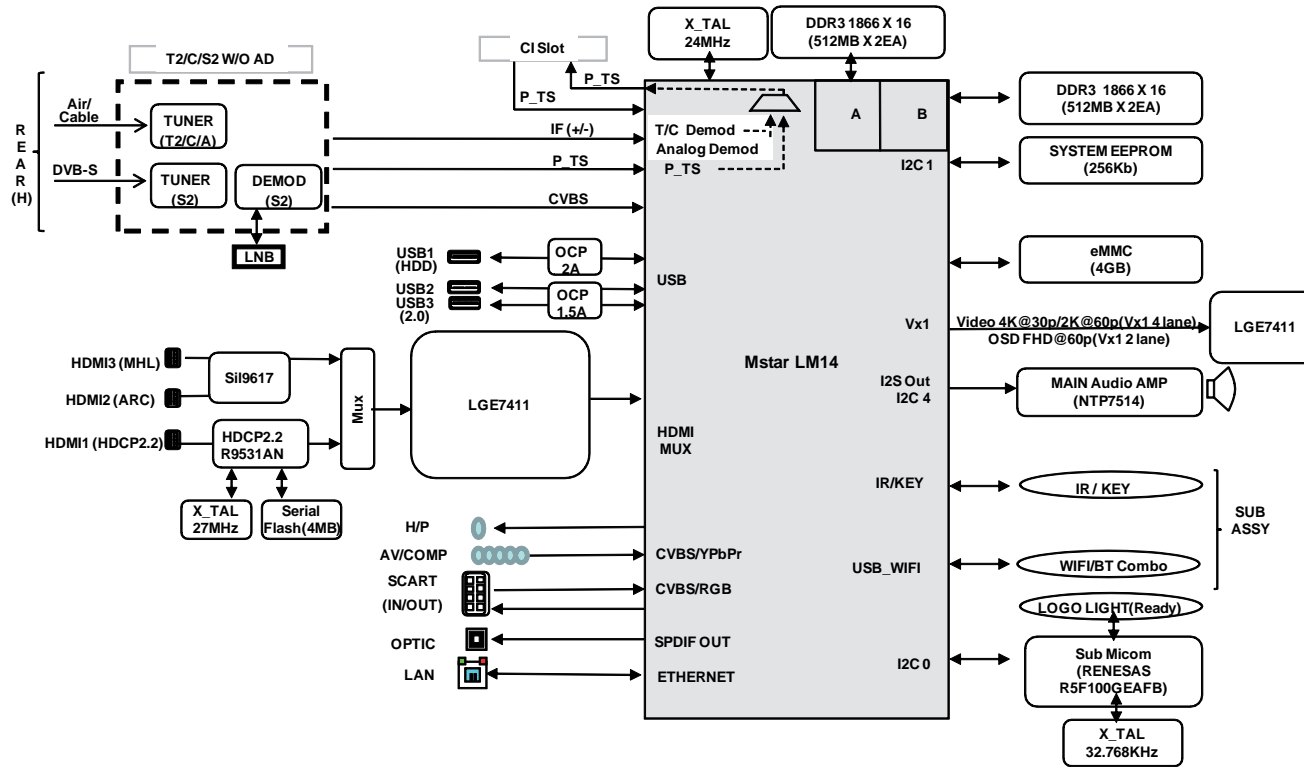 X_TAL
24MHz
DDR3 1866 X 16
(512MB X 2EA)
T2/C/S2 W/O AD
CI Slot
P_TS
P_TS
R
E
A
R
(H)
Air/
Cable
TUNER
(T2/C/A)
DVB-S
TUNER
(S2)
DEMOD
(S2)
LNB
IF (+/-)
P_TS
CVBS
T/C Demod
Analog Demod
P_TS
A
B
DDR3 1866 X 16
(512MB X 2EA)
I2C 1
SYSTEM EEPROM
(256Kb)
USB1
(HDD)
OCP
2A
USB2
USB3
(2.0)
OCP
1.5A
USB
eMMC
(4GB)
Vx1
Video 4K@30p/2K@60p(Vx1 4 lane)
OSD FHD@60p(Vx1 2 lane)
LGE7411
Mstar LM14
HDMI3 (MHL)
HDMI2 (ARC)
SiI9617
HDMI1 (HDCP2.2)
HDCP2.2
R9531AN
X_TAL
27MHz
Serial
Flash(4MB)
Mux
LGE7411
HDMI
MUX
I2S Out
I2C 4
MAIN Audio AMP
(NTP7514)
IR/KEY
IR / KEY
SUB
ASSY
H/P
AV/COMP
CVBS/YPbPr
USB_WIFI
WIFI/BT Combo
SCART
(IN/OUT)
CVBS/RGB
LOGO LIGHT(Ready)
OPTIC
SPDIF OUT
LAN
ETHERNET
I2C 0
Sub Micom
(RENESAS
R5F100GEAFB)
X_TAL
32.768KHz